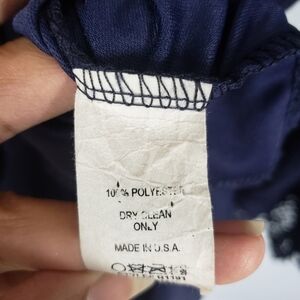 100% POLYESTER
DRY CLEAN
ONLY
MADE IN U.S.A.